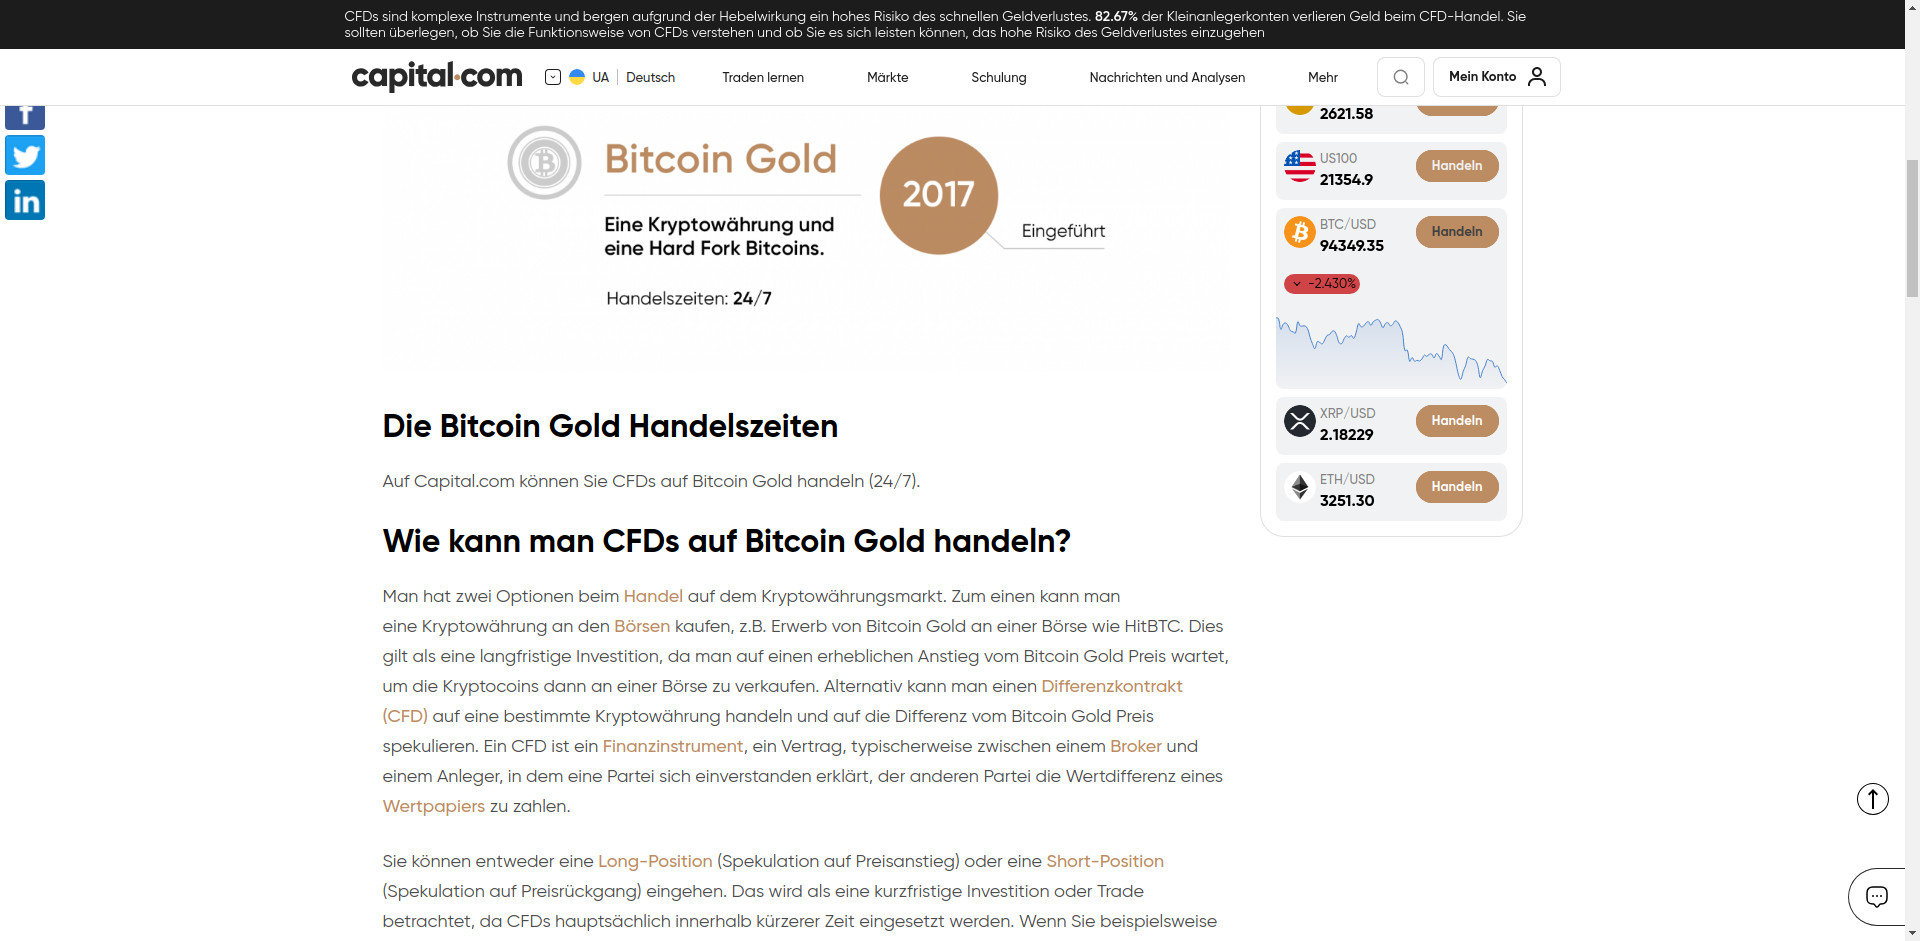 CFDs sind komplexe Instrumente und bergen aufgrund der Hebelwirkung ein hohes Risiko des schnellen Geldverlustes. 82.67% der Kleinanlegerkonten verlieren Geld beim CFD-Handel. Sie
sollten überlegen, ob Sie die Funktionsweise von CFDs verstehen und ob Sie es sich leisten können, das hohe Risiko des Geldverlustes einzugehen
capital.com
UA
Deutsch
Traden lernen
Märkte
Schulung
Nachrichten und Analysen
Mehr
Mein Konto
Bitcoin Gold
2017
Eine Kryptowährung und
eine Hard Fork Bitcoins.
Eingeführt
Handelszeiten: 24/7
Die Bitcoin Gold Handelszeiten
Auf Capital.com können Sie CFDs auf Bitcoin Gold handeln (24/7).
Wie kann man CFDs auf Bitcoin Gold handeln?
Man hat zwei Optionen beim Handel auf dem Kryptowährungsmarkt. Zum einen kann man
eine Kryptowährung an den Börsen kaufen, z.B. Erwerb von Bitcoin Gold an einer Börse wie HitBTC. Dies
gilt als eine langfristige Investition, da man auf einen erheblichen Anstieg vom Bitcoin Gold Preis wartet,
um die Kryptocoins dann an einer Börse zu verkaufen. Alternativ kann man einen Differenzkontrakt
(CFD) auf eine bestimmte Kryptowährung handeln und auf die Differenz vom Bitcoin Gold Preis
spekulieren. Ein CFD ist ein Finanzinstrument, ein Vertrag, typischerweise zwischen einem Broker und
einem Anleger, in dem eine Partei sich einverstanden erklärt, der anderen Partei die Wertdifferenz eines
Wertpapiers zu zahlen.
Sie können entweder eine Long-Position (Spekulation auf Preisanstieg) oder eine Short-Position
(Spekulation auf Preisrückgang) eingehen. Das wird als eine kurzfristige Investition oder Trade
betrachtet, da CFDs hauptsächlich innerhalb kürzerer Zeit eingesetzt werden. Wenn Sie beispielsweise
2621.58
US100
21354.9
Handeln
BTC/USD
94349.35
Handeln
-2.430%
XRP/USD
2.18229
Handeln
ETH/USD
3251.30
Handeln